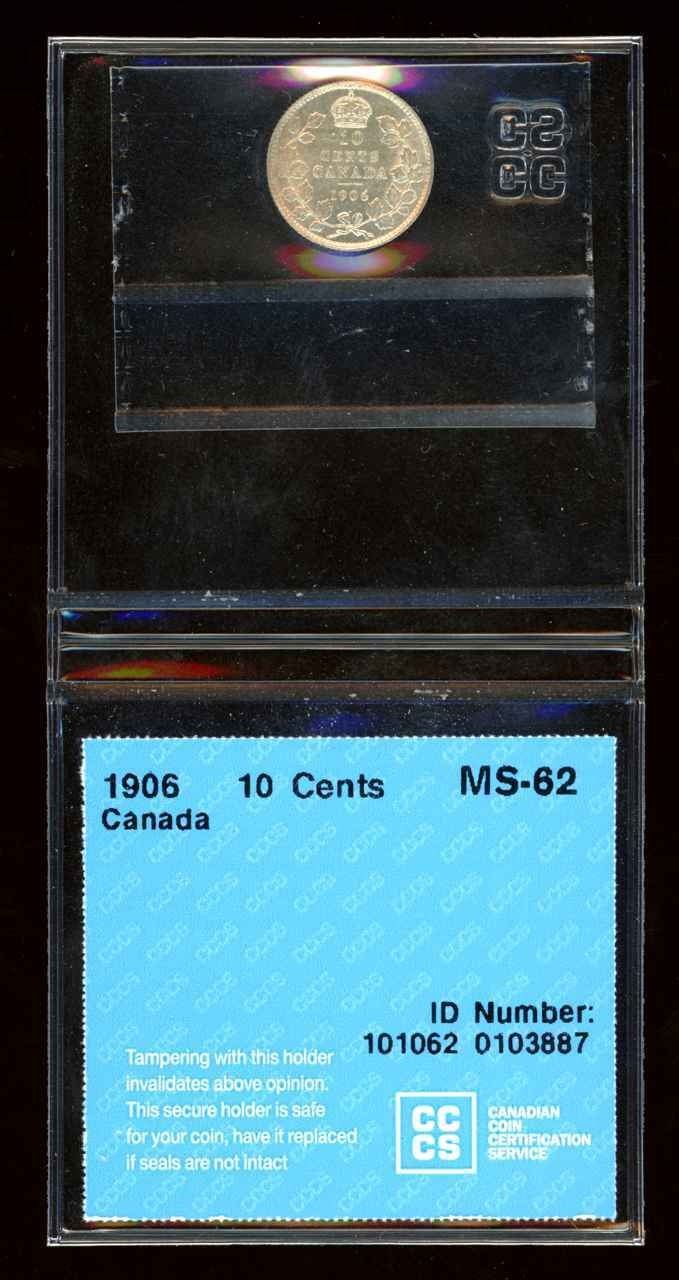 10
CENTS
CANADA
1906
1906 10 Cents MS-62
Canada
ID Number:
101062 0103887
Tampering with this holder
invalidates above opinion.
This secure holder is safe
for your coin, have it replaced
if seals are not intact
CC
CS
CANADIAN
COIN
CERTIFICATION
SERVICE